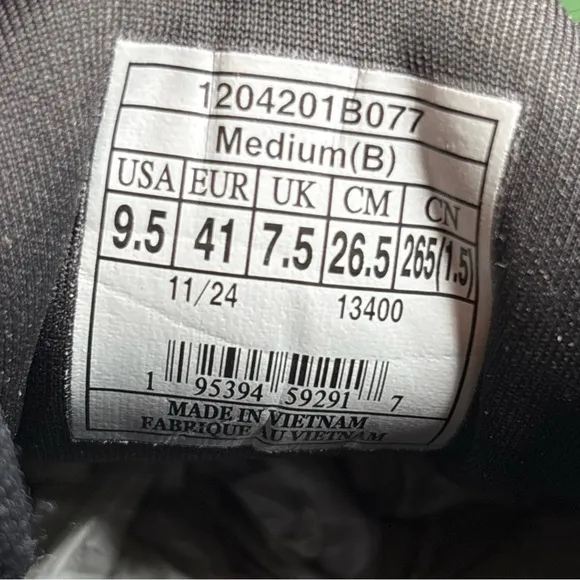 1204201B077
Medium(B)
USA EUR UK CM CN
9.5 41 7.5 26.5 265(1.5)
11/24 13400
1 95394 59291 7
MADE IN VIETNAM
FABRIQUE AU VIETNAM